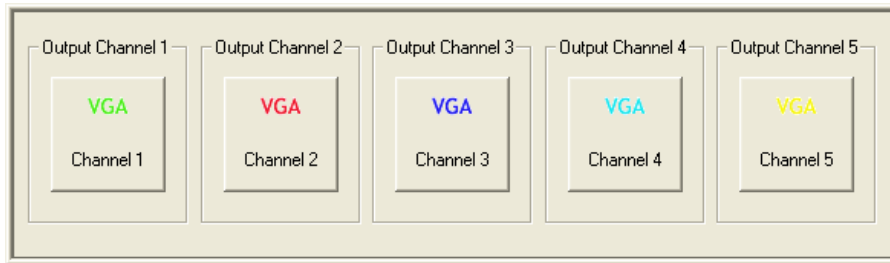 Output Channel 1 Output Channel 2 Output Channel 3 Output Channel 4 Output Channel 5
VGA VGA VGA VGA VGA
Channel 1 Channel 2 Channel 3 Channel 4 Channel 5